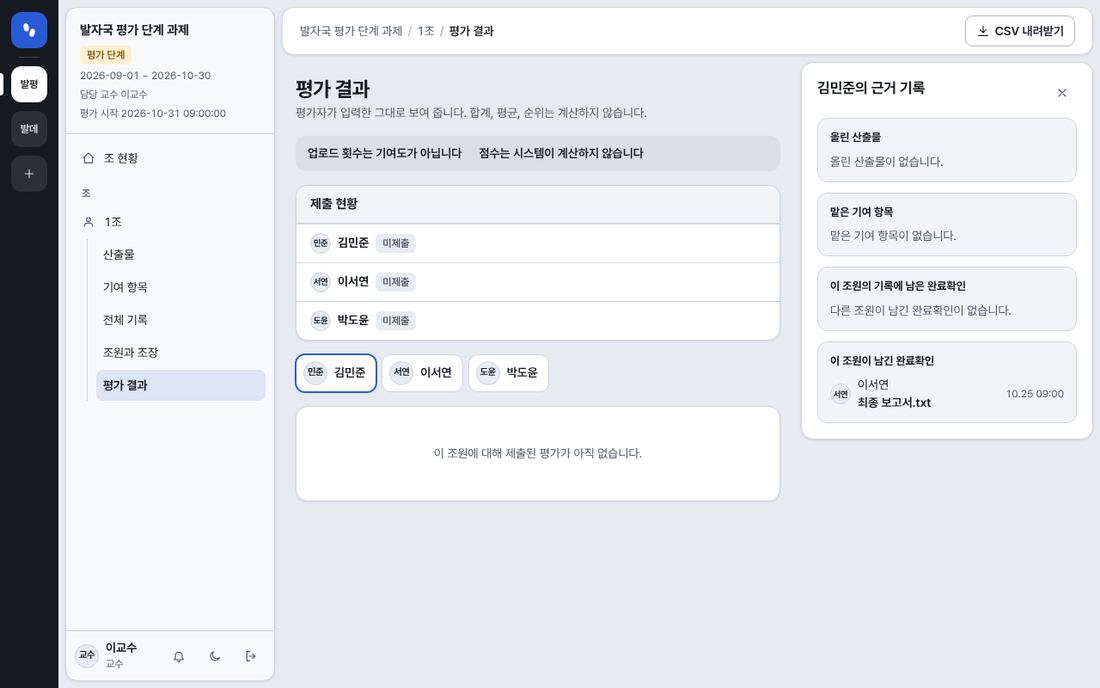 발평
발데
발자국 평가 단계 과제
평가 단계
2026-09-01 ~ 2026-10-30
담당 교수 이교수
평가 시작 2026-10-31 09:00:00
조 현황
조
1조
산출물
기여 항목
전체 기록
조원과 조장
평가 결과
교수 이교수
교수
발자국 평가 단계 과제 / 1조 / 평가 결과
CSV 내려받기
평가 결과
평가자가 입력한 그대로 보여 줍니다. 합계, 평균, 순위는 계산하지 않습니다.
업로드 횟수는 기여도가 아닙니다 점수는 시스템이 계산하지 않습니다
제출 현황
민준 김민준 미제출
서연 이서연 미제출
도윤 박도윤 미제출
민준 김민준 서연 이서연 도윤 박도윤
이 조원에 대해 제출된 평가가 아직 없습니다.
김민준의 근거 기록
올린 산출물
올린 산출물이 없습니다.
맡은 기여 항목
맡은 기여 항목이 없습니다.
이 조원의 기록에 남은 완료확인
다른 조원이 남긴 완료확인이 없습니다.
이 조원이 남긴 완료확인
서연 이서연
최종 보고서.txt 10.25 09:00